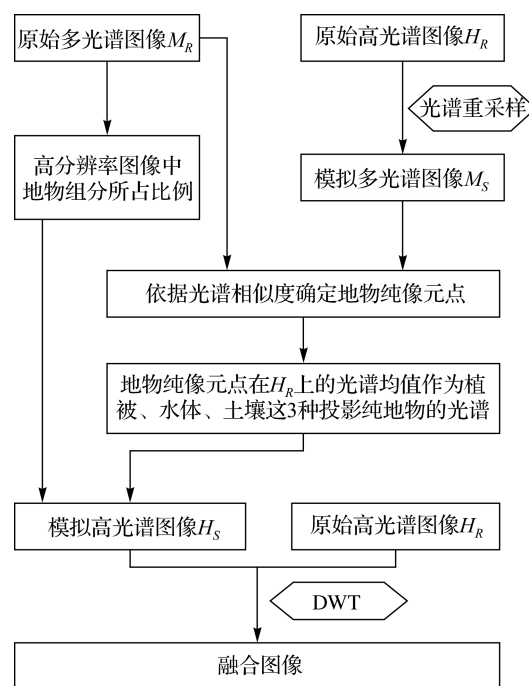 原始多光谱图像M_R
原始高光谱图像H_R
光谱重采样
高分辨率图像中
地物组分所占比例
模拟多光谱图像M_S
依据光谱相似度确定地物纯像元点
地物纯像元点在H_R上的光谱均值作为植
被、水体、土壤这3种投影纯地物的光谱
模拟高光谱图像H_S
原始高光谱图像H_R
DWT
融合图像